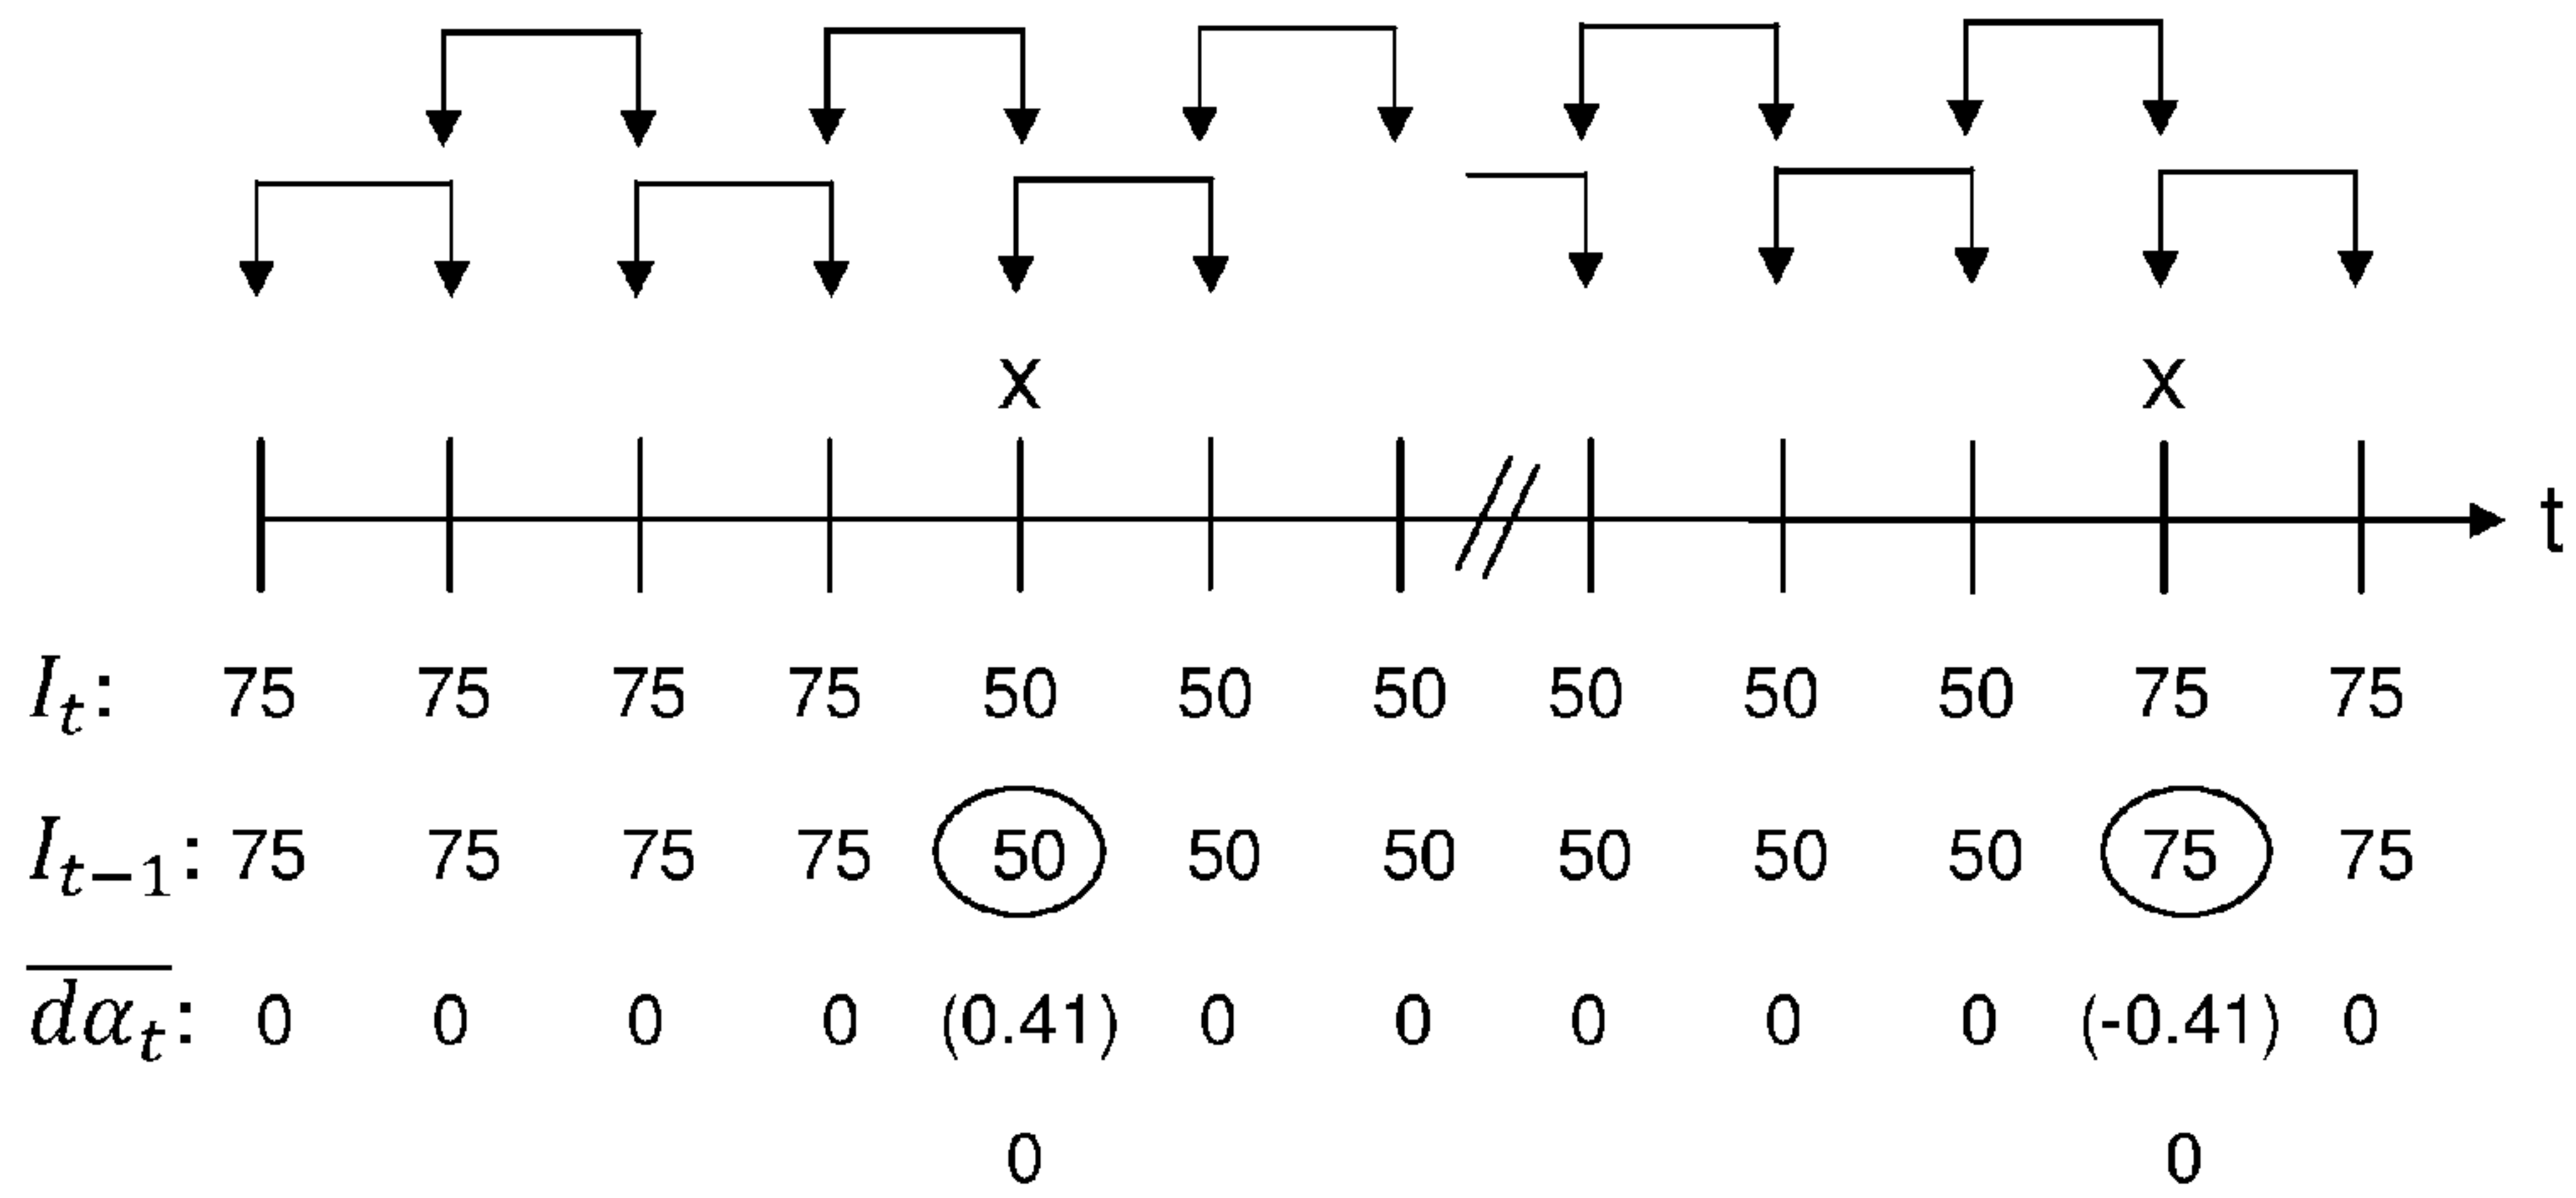 x x
t
I_t: 75 75 75 75 50 50 50 50 50 50 75 75
I_{t−1}: 75 75 75 75 50 50 50 50 50 50 75 75
\overline{dα_t}: 0 0 0 0 (0.41) 0 0 0 0 0 (-0.41) 0
0 0